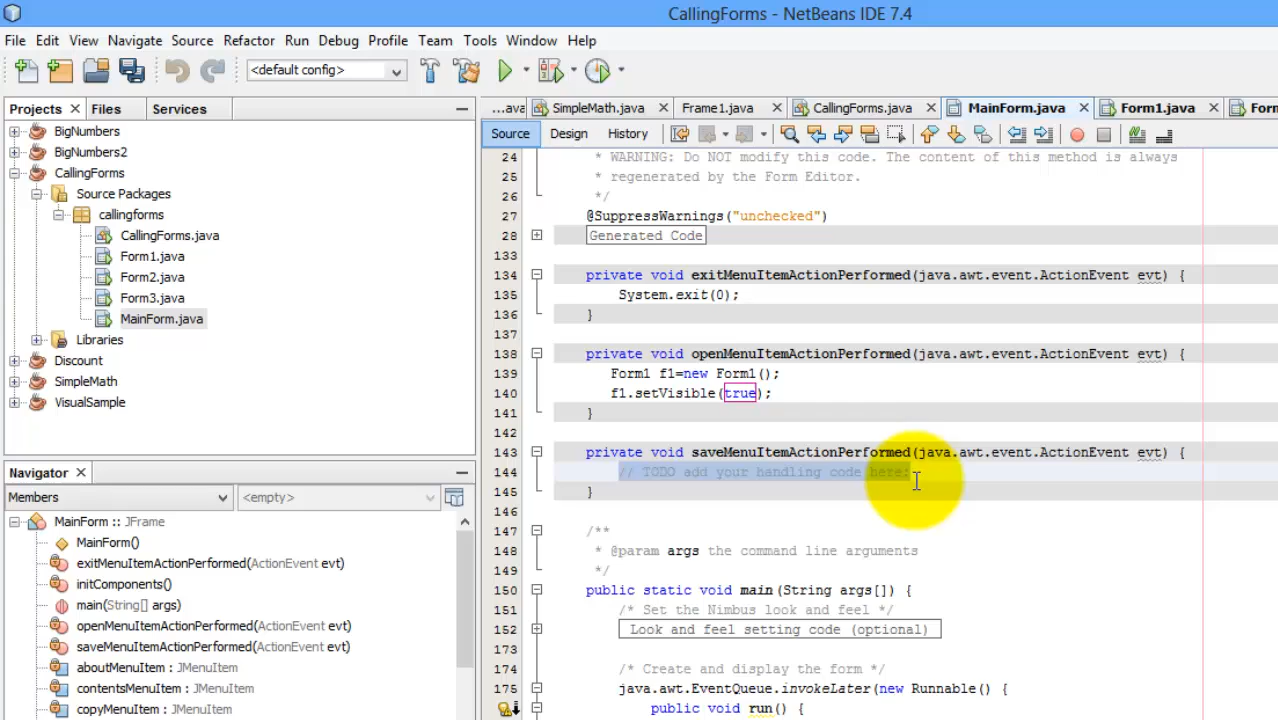 CallingForms - NetBeans IDE 7.4
File Edit View Navigate Source Refactor Run Debug Profile Team Tools Window Help
<default config>
Projects Files Services
BigNumbers
BigNumbers2
CallingForms
Source Packages
callingforms
CallingForms.java
Form1.java
Form2.java
Form3.java
MainForm.java
Libraries
Discount
SimpleMath
VisualSample
Navigator
Members <empty>
MainForm :: JFrame
MainForm()
exitMenuItemActionPerformed(ActionEvent evt)
initComponents()
main(String[] args)
openMenuItemActionPerformed(ActionEvent evt)
saveMenuItemActionPerformed(ActionEvent evt)
aboutMenuItem : JMenuItem
contentsMenuItem : JMenuItem
copyMenuItem : JMenuItem
...ava SimpleMath.java Frame1.java CallingForms.java MainForm.java Form1.java Form
Source Design History
24 * WARNING: Do NOT modify this code. The content of this method is always
25 * regenerated by the Form Editor.
26 */
27 @SuppressWarnings("unchecked")
28 Generated Code
133
134 private void exitMenuItemActionPerformed(java.awt.event.ActionEvent evt) {
135 System.exit(0);
136 }
137
138 private void openMenuItemActionPerformed(java.awt.event.ActionEvent evt) {
139 Form1 f1=new Form1();
140 f1.setVisible(true);
141 }
142
143 private void saveMenuItemActionPerformed(java.awt.event.ActionEvent evt) {
144 // TODO add your handling code here:
145 }
146
147 /**
148 * @param args the command line arguments
149 */
150 public static void main(String args[]) {
151 /* Set the Nimbus look and feel */
152 Look and feel setting code (optional)
173
174 /* Create and display the form */
175 java.awt.EventQueue.invokeLater(new Runnable() {
public void run() {